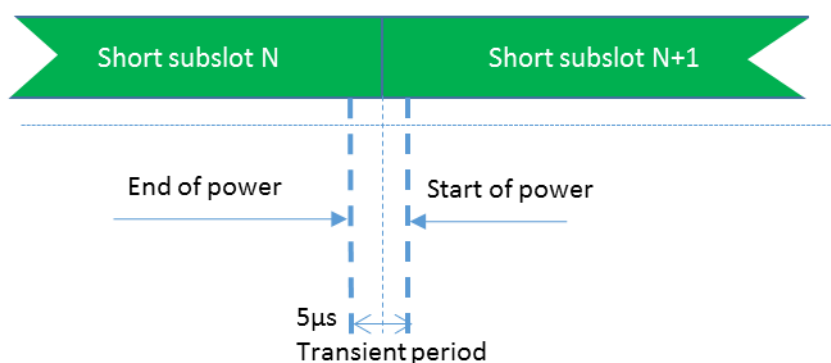 Short subslot N
Short subslot N+1
End of power
Start of power
5µs
Transient period